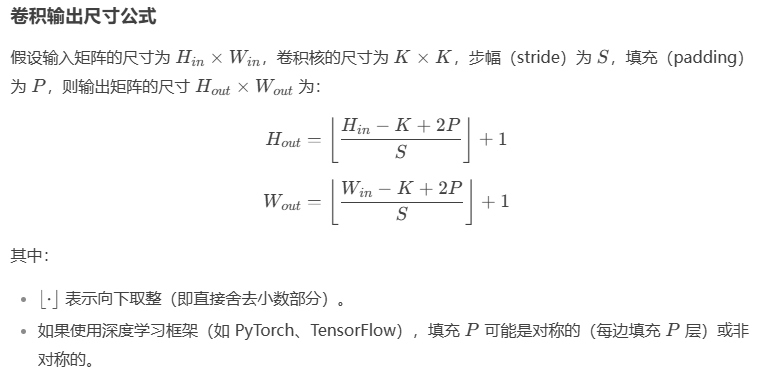 卷积输出尺寸公式
假设输入矩阵的尺寸为 $H_{in} \times W_{in}$，卷积核的尺寸为 $K \times K$，步幅（stride）为 $S$，填充（padding）
为 $P$，则输出矩阵的尺寸 $H_{out} \times W_{out}$ 为：
$H_{out} = \left\lfloor \frac{H_{in} - K + 2P}{S} \right\rfloor + 1$
$W_{out} = \left\lfloor \frac{W_{in} - K + 2P}{S} \right\rfloor + 1$
其中：
• $\lfloor \cdot \rfloor$ 表示向下取整（即直接舍去小数部分）。
• 如果使用深度学习框架（如 PyTorch、TensorFlow），填充 $P$ 可能是对称的（每边填充 $P$ 层）或非
对称的。